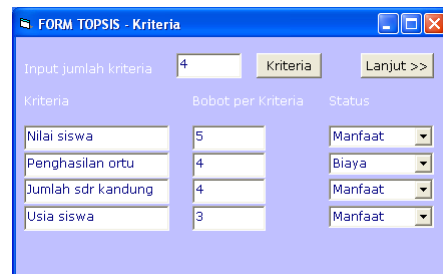 FORM TOPSIS - Kriteria
Input jumlah kriteria 4 Kriteria Lanjut >>
Kriteria Bobot per Kriteria Status
Nilai siswa 5 Manfaat
Penghasilan ortu 4 Biaya
Jumlah sdr kandung 4 Manfaat
Usia siswa 3 Manfaat